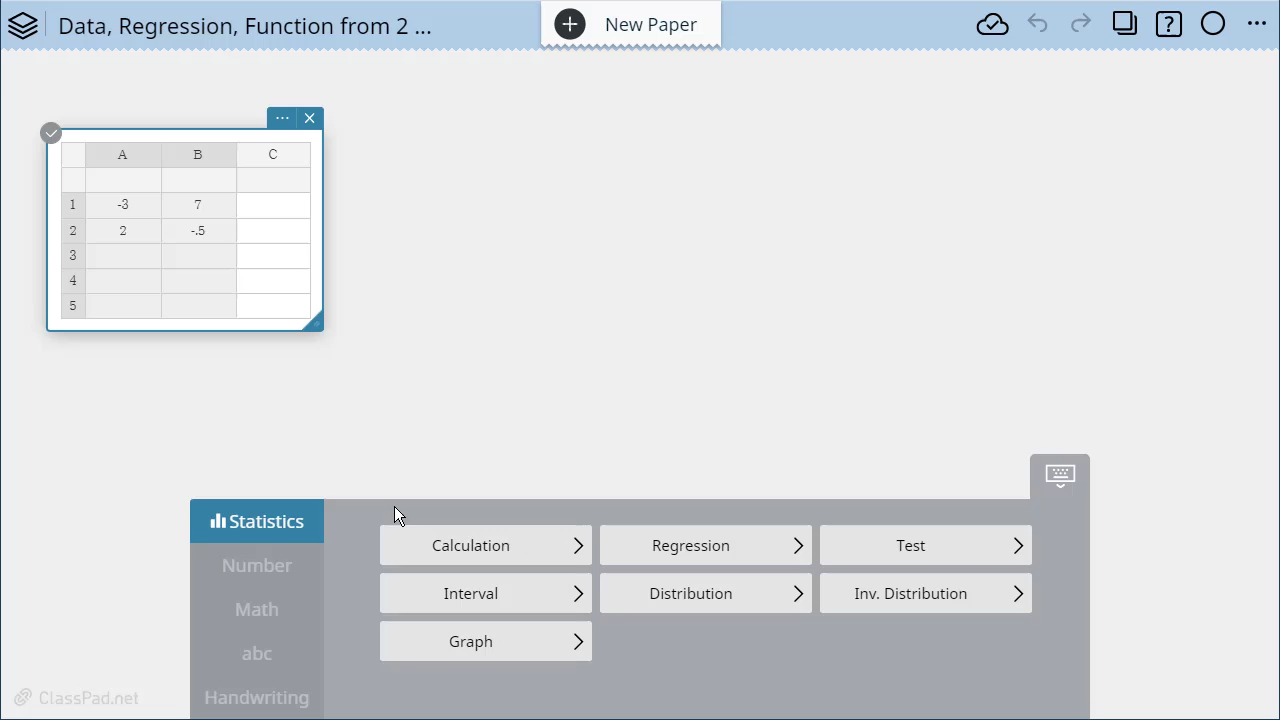 Data, Regression, Function from 2 ...
New Paper
A B C
1 -3 7
2 2 -.5
3
4
5
Statistics
Calculation Regression Test
Number
Interval Distribution Inv. Distribution
Math
Graph
abc
Handwriting
ClassPad.net